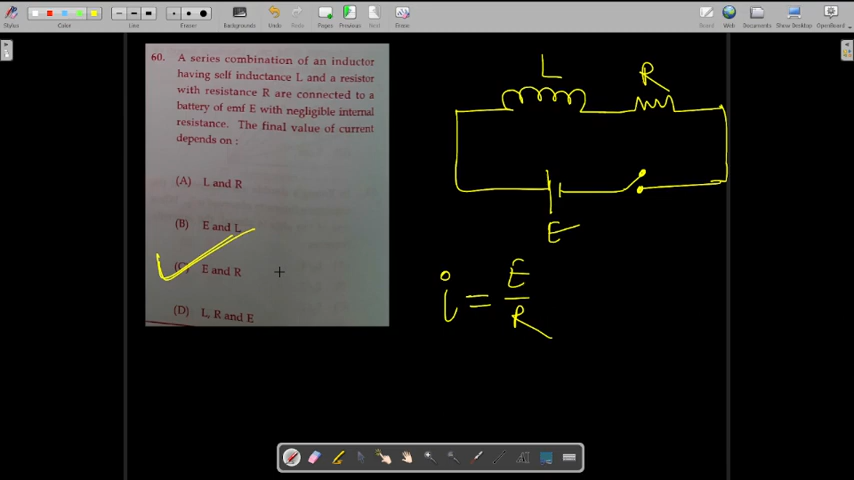 Stylus
Color
Line
Eraser
Backgrounds
Undo
Redo
Pages
Previous
Next
Erase
Board
Web
Documents
Show Desktop
OpenBoard
60. A series combination of an inductor
having self inductance L and a resistor
with resistance R are connected to a
battery of emf E with negligible internal
resistance. The final value of current
depends on :
(A) L and R
(B) E and L
(C) E and R
(D) L, R and E
L
R
E
i = E
R